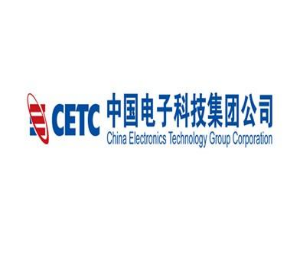 CETC 中国电子科技集团公司
China Electronics Technology Group Corporation